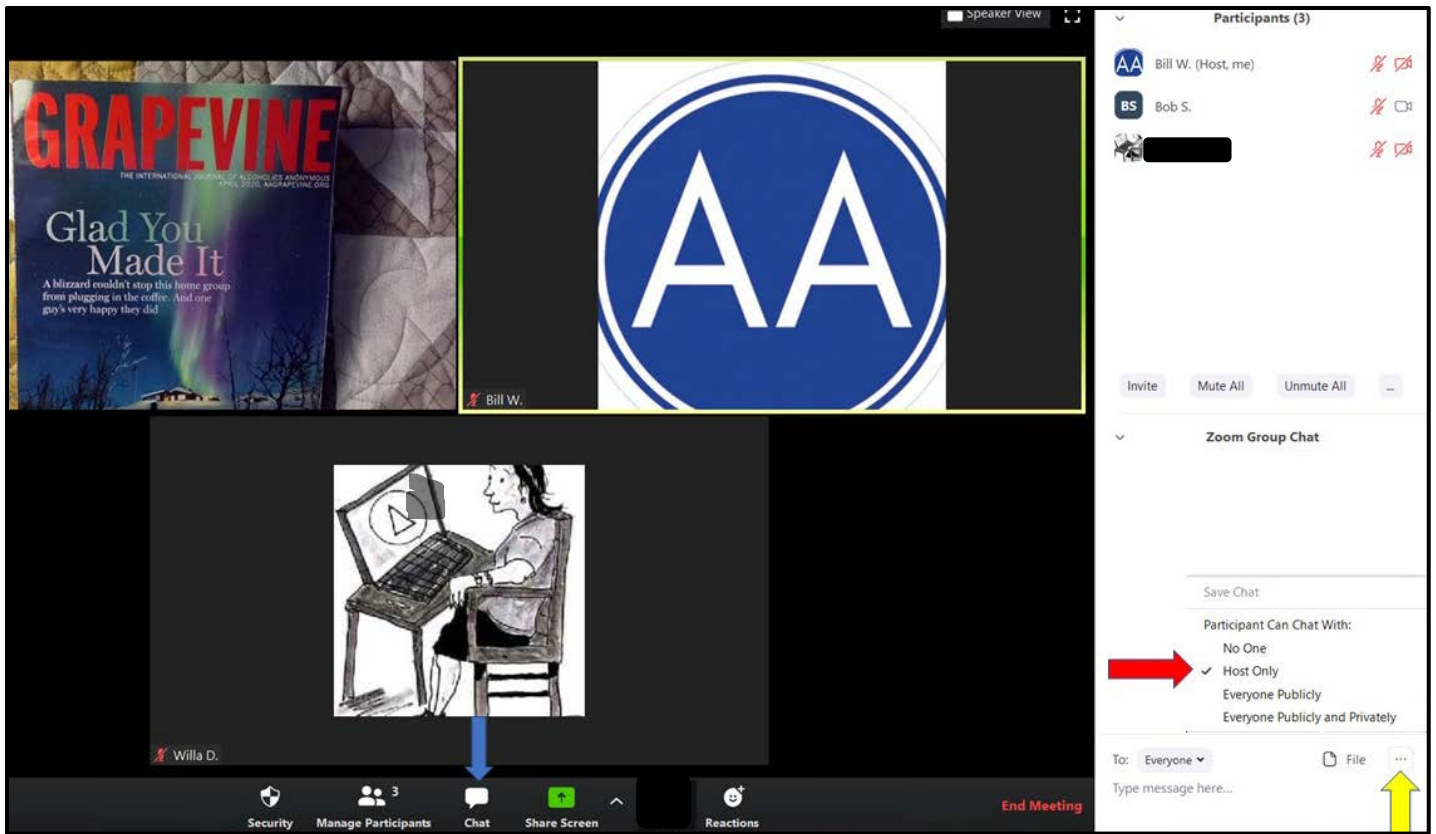 Speaker View
GRAPEVINE
THE INTERNATIONAL JOURNAL OF ALCOHOLICS ANONYMOUS
APRIL 2020, AAGRAPEVINE.ORG
Glad You
Made It
A blizzard couldn't stop this home group
from plugging in the coffee. And one
guy's very happy they did
AA
Bill W.
Willa D.
Security
Manage Participants
3
Chat
Share Screen
Reactions
End Meeting
Participants (3)
AA Bill W. (Host, me)
BS Bob S.
Invite Mute All Unmute All ...
Zoom Group Chat
Save Chat
Participant Can Chat With:
No One
✓ Host Only
Everyone Publicly
Everyone Publicly and Privately
To: Everyone File ...
Type message here...